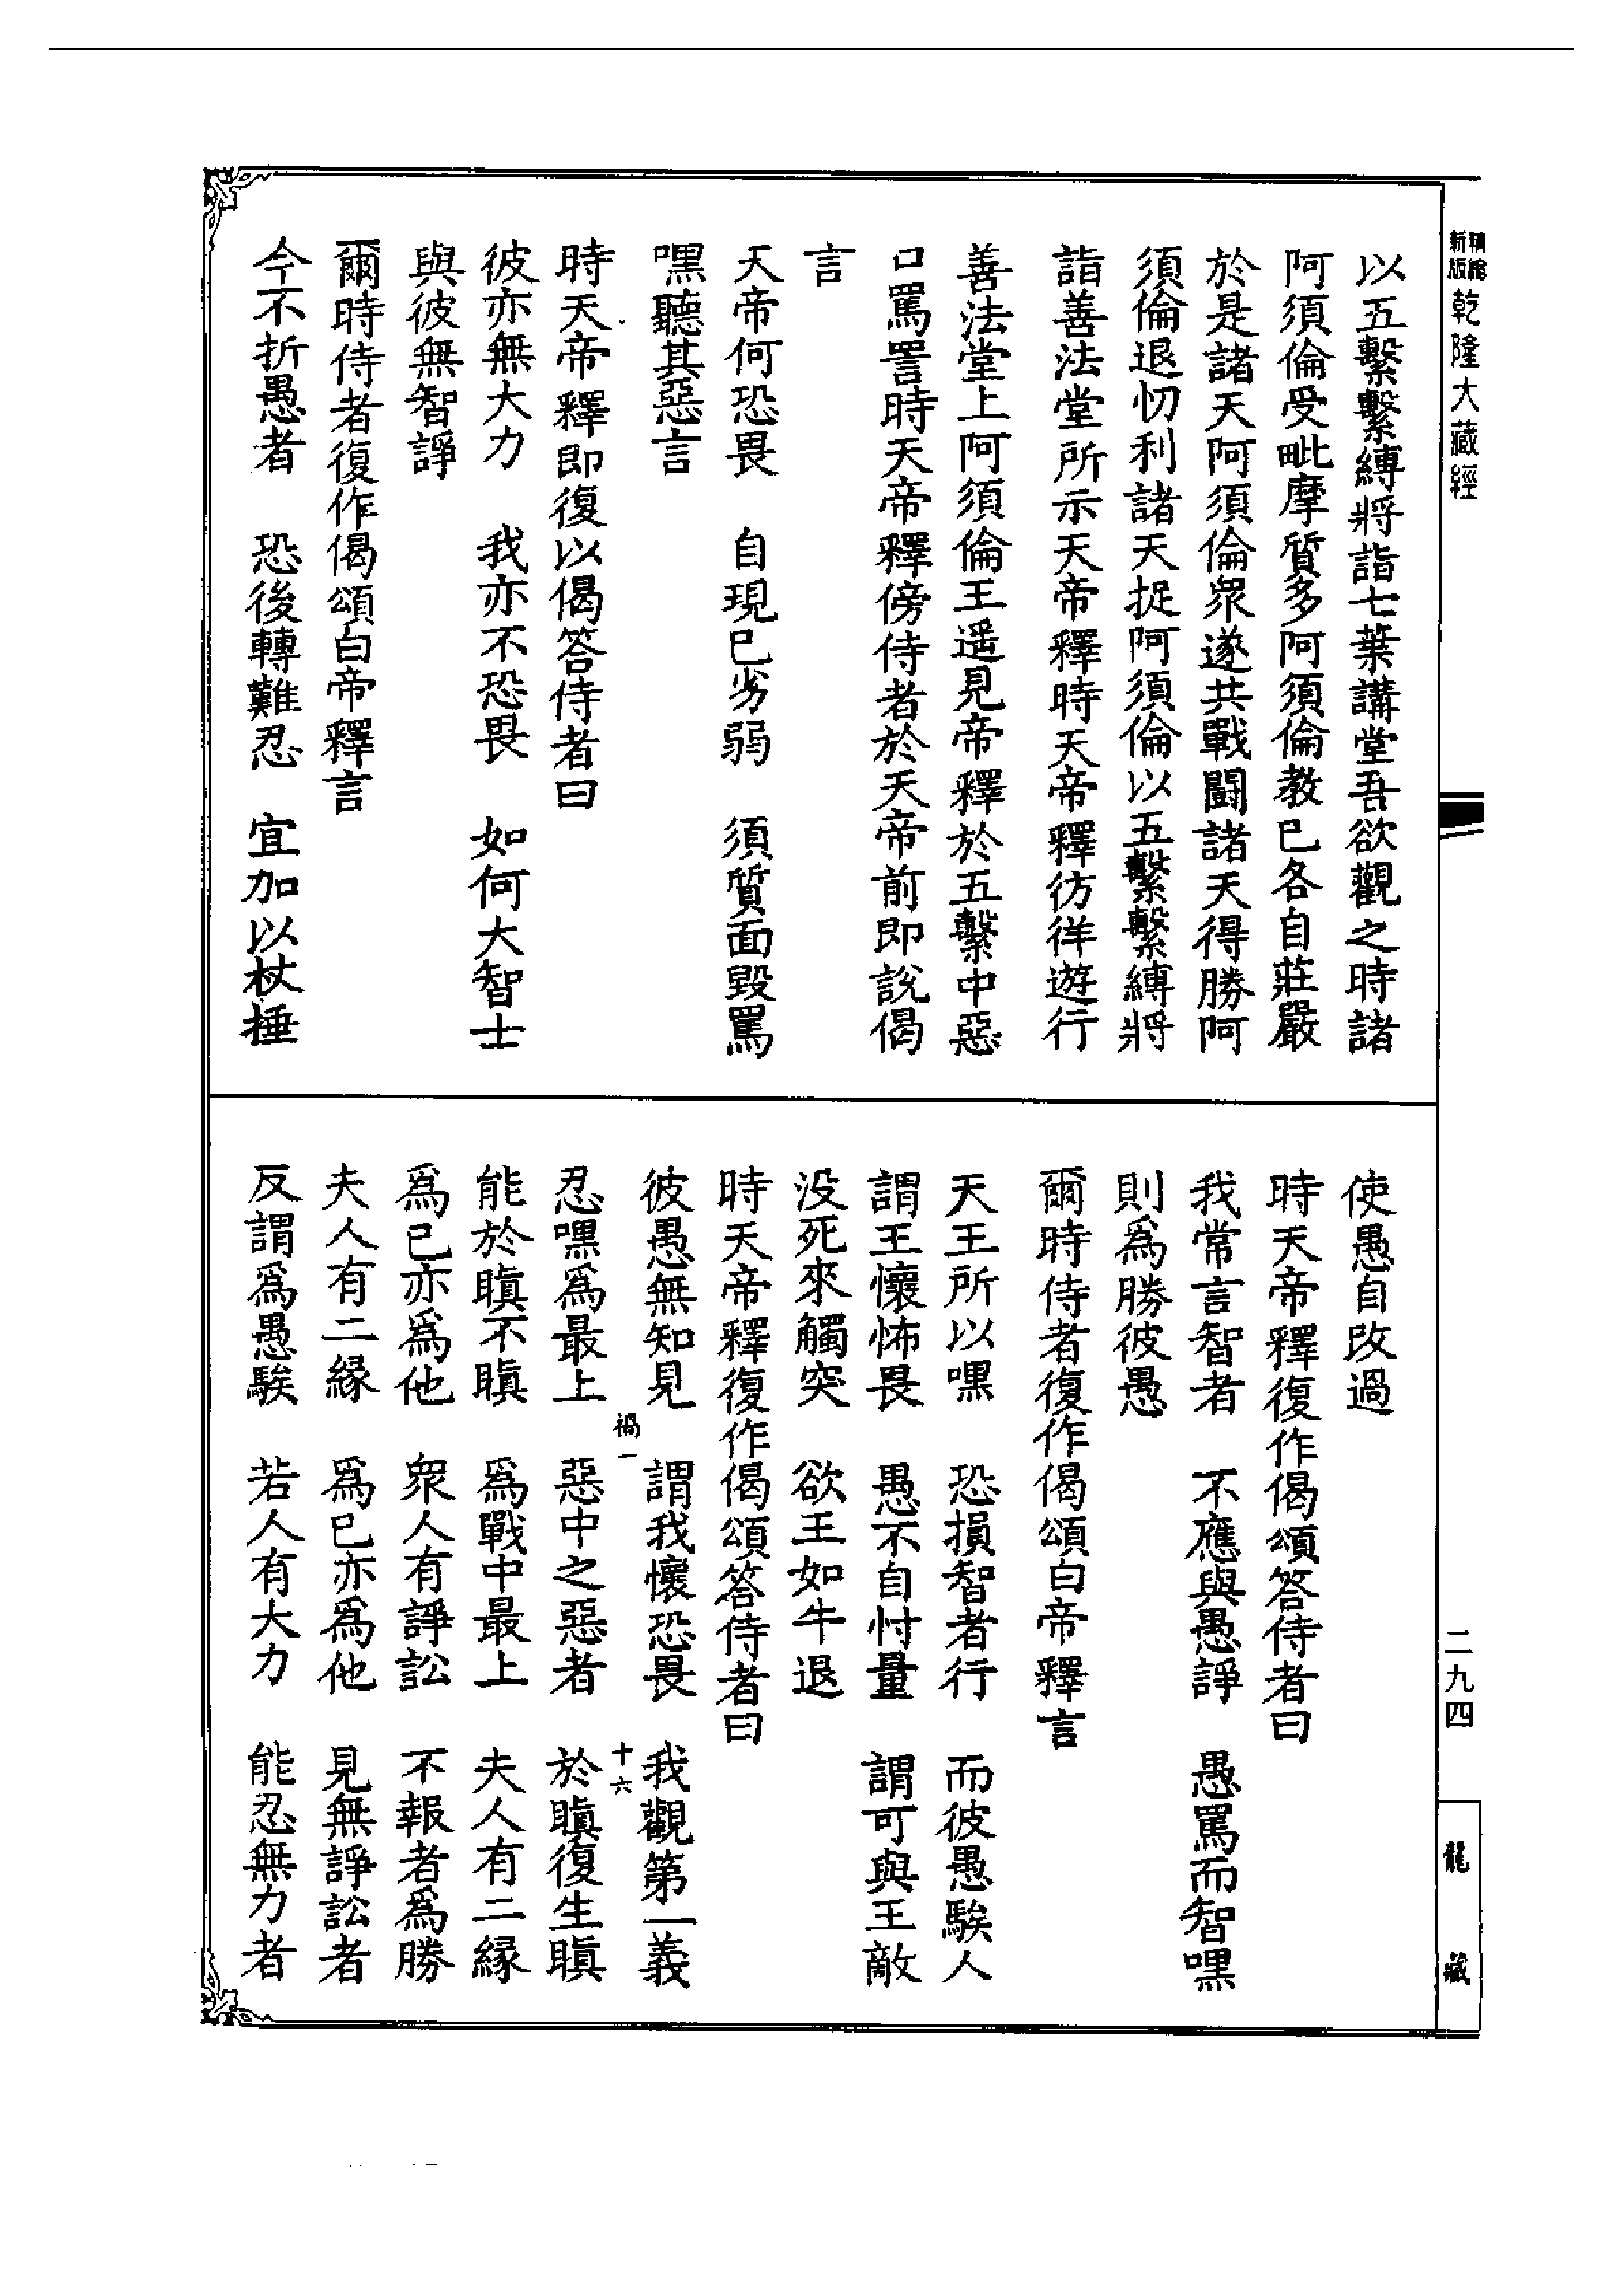 新版精縮乾隆大藏經
以五繫繫縛將詣七葉講堂吾欲觀之時諸
阿須倫受毗摩質多阿須倫教已各自莊嚴
於是諸天阿須倫衆遂共戰鬪諸天得勝阿
須倫退忉利諸天捉阿須倫以五繫繫縛將
詣善法堂所示天帝釋時天帝釋彷徉遊行
善法堂上阿須倫王遥見帝釋於五繫中惡
口罵詈時天帝釋傍侍者於天帝前即說偈
言
天帝何恐畏　自現已劣弱　須質面毀罵
嘿聽其惡言
時天帝釋即復以偈答侍者曰
彼亦無大力　我亦不恐畏　如何大智士
與彼無智諍
爾時侍者復作偈頌白帝釋言
今不折愚者　恐後轉難忍　宜加以杖捶
使愚自改過
時天帝釋復作偈頌答侍者曰
我常言智者　不應與愚諍　愚罵而智嘿
則爲勝彼愚
爾時侍者復作偈頌白帝釋言
天王所以嘿　恐損智者行　而彼愚騃人
謂王懷怖畏　愚不自忖量　謂可與王敵
没死來觸突　欲王如牛退
時天帝釋復作偈頌答侍者曰
彼愚無知見　謂我懷恐畏　我觀第一義
禍一　十六
忍嘿爲最上　惡中之惡者　於瞋復生瞋
能於瞋不瞋　爲戰中最上　夫人有二緣
爲已亦爲他　衆人有諍訟　不報者爲勝
夫人有二緣　爲已亦爲他　見無諍訟者
反謂爲愚騃　若人有大力　能忍無力者
二九四
龍藏